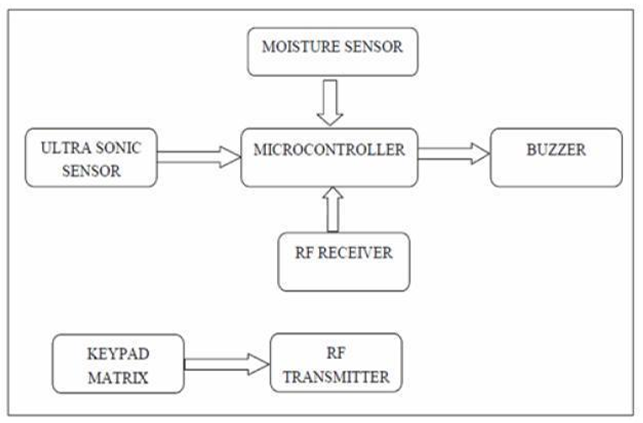 MOISTURE SENSOR
ULTRA SONIC
SENSOR
MICROCONTROLLER
BUZZER
RF RECEIVER
KEYPAD
MATRIX
RF
TRANSMITTER